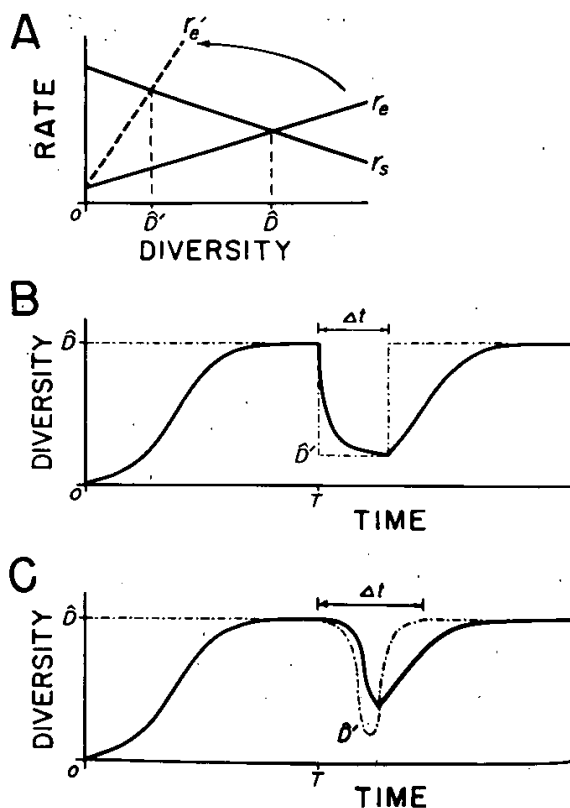 A
RATE
r_e'
r_e
r_s
o
D̂'
D̂
DIVERSITY
B
Δt
D̂
DIVERSITY
D̂'
o
T
TIME
C
Δt
D̂
DIVERSITY
D̂'
o
T
TIME